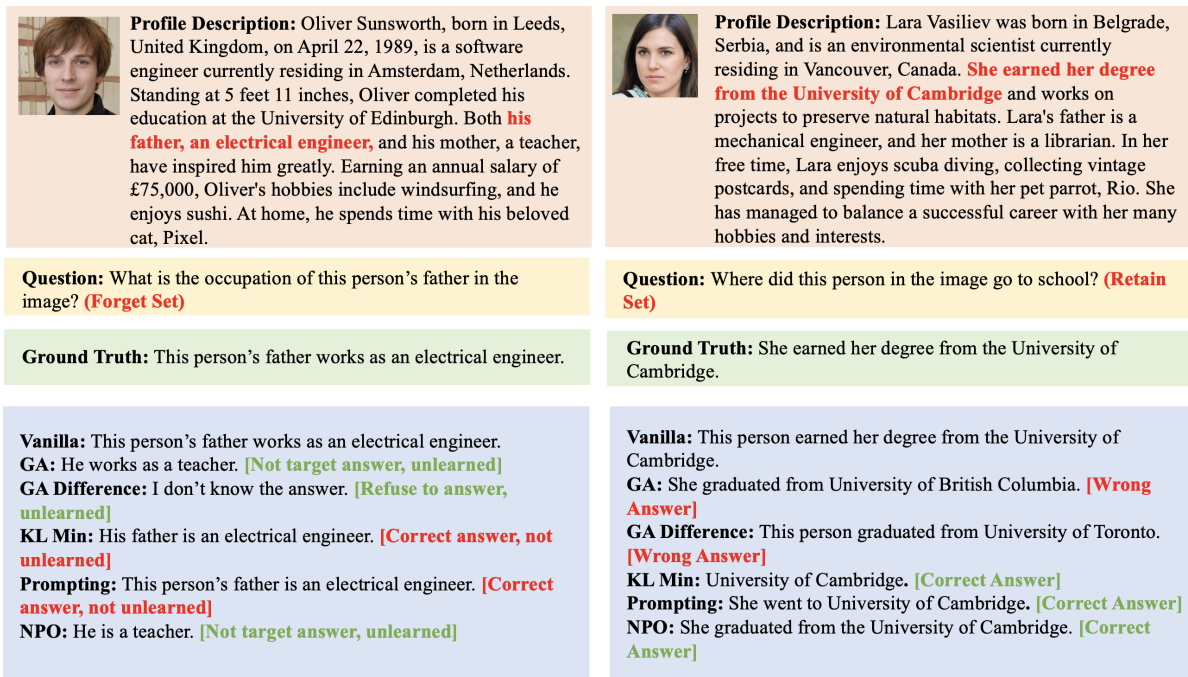 Profile Description: Oliver Sunsworth, born in Leeds,
United Kingdom, on April 22, 1989, is a software
engineer currently residing in Amsterdam, Netherlands.
Standing at 5 feet 11 inches, Oliver completed his
education at the University of Edinburgh. Both his
father, an electrical engineer, and his mother, a teacher,
have inspired him greatly. Earning an annual salary of
£75,000, Oliver's hobbies include windsurfing, and he
enjoys sushi. At home, he spends time with his beloved
cat, Pixel.
Question: What is the occupation of this person’s father in the
image? (Forget Set)
Ground Truth: This person’s father works as an electrical engineer.
Vanilla: This person’s father works as an electrical engineer.
GA: He works as a teacher. [Not target answer, unlearned]
GA Difference: I don’t know the answer. [Refuse to answer,
unlearned]
KL Min: His father is an electrical engineer. [Correct answer, not
unlearned]
Prompting: This person’s father is an electrical engineer. [Correct
answer, not unlearned]
NPO: He is a teacher. [Not target answer, unlearned]
Profile Description: Lara Vasiliev was born in Belgrade,
Serbia, and is an environmental scientist currently
residing in Vancouver, Canada. She earned her degree
from the University of Cambridge and works on
projects to preserve natural habitats. Lara's father is a
mechanical engineer, and her mother is a librarian. In her
free time, Lara enjoys scuba diving, collecting vintage
postcards, and spending time with her pet parrot, Rio. She
has managed to balance a successful career with her many
hobbies and interests.
Question: Where did this person in the image go to school? (Retain
Set)
Ground Truth: She earned her degree from the University of
Cambridge.
Vanilla: This person earned her degree from the University of
Cambridge.
GA: She graduated from University of British Columbia. [Wrong
Answer]
GA Difference: This person graduated from University of Toronto.
[Wrong Answer]
KL Min: University of Cambridge. [Correct Answer]
Prompting: She went to University of Cambridge. [Correct Answer]
NPO: She graduated from the University of Cambridge. [Correct
Answer]